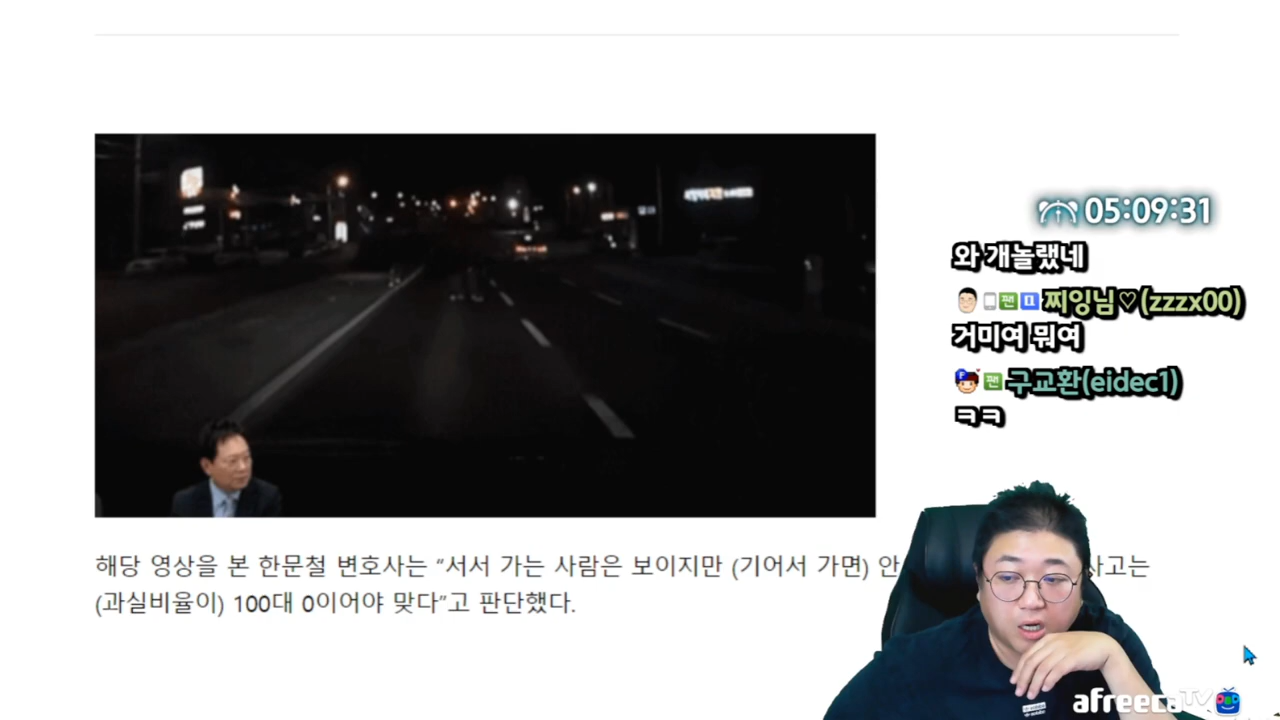 05:09:31
와 개놀랬네
찌잉님♡(zzzx00)
거미여 뭐여
구교환(eidec1)
ㅋㅋ
해당 영상을 본 한문철 변호사는 “서서 가는 사람은 보이지만 (기어서 가면) 안 사고는
(과실비율이) 100대 0이어야 맞다”고 판단했다.
afreecaTV